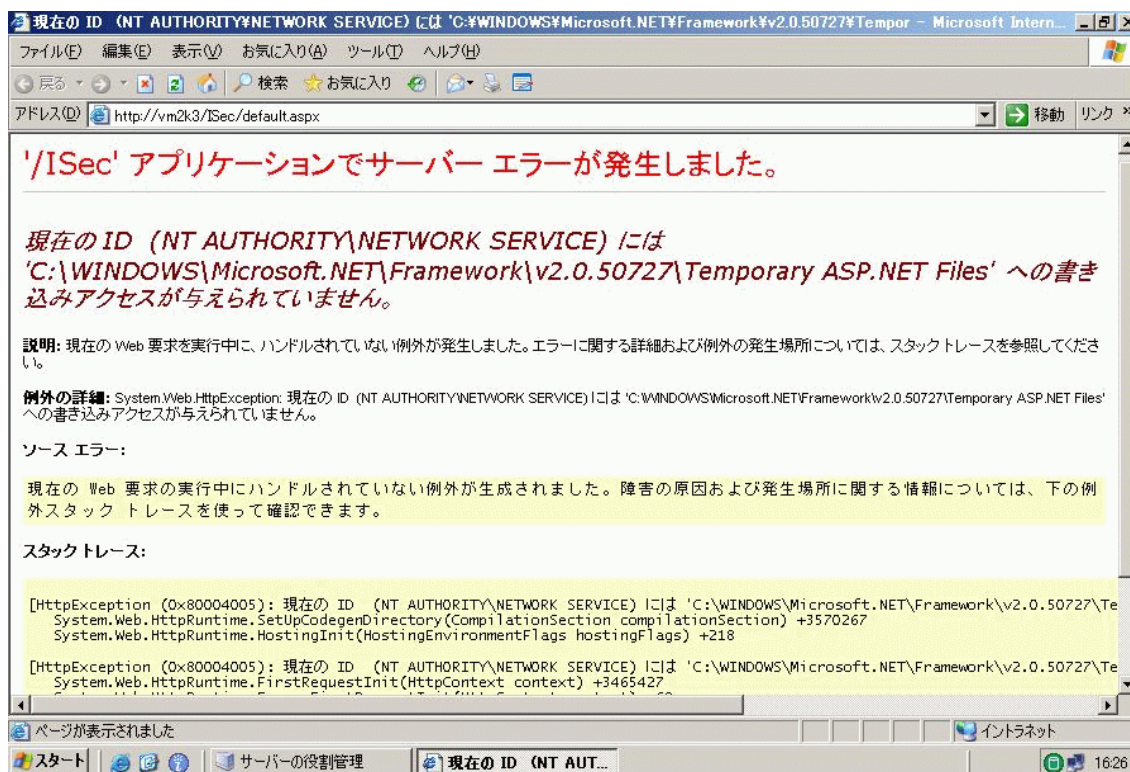 現在の ID (NT AUTHORITY¥NETWORK SERVICE) には 'C:¥WINDOWS¥Microsoft.NET¥Framework¥v2.0.50727¥Tempor - Microsoft Intern...
ファイル(F) 編集(E) 表示(V) お気に入り(A) ツール(T) ヘルプ(H)
戻る 検索 お気に入り
アドレス(D) http://vm2k3/ISec/default.aspx 移動 リンク »
'/ISec' アプリケーションでサーバー エラーが発生しました。
現在の ID (NT AUTHORITY\NETWORK SERVICE) には
'C:\WINDOWS\Microsoft.NET\Framework\v2.0.50727\Temporary ASP.NET Files' への書き
込みアクセスが与えられていません。
説明: 現在の Web 要求を実行中に、ハンドルされていない例外が発生しました。エラーに関する詳細および例外の発生場所については、スタック トレースを参照してくださ
い。
例外の詳細: System.Web.HttpException: 現在の ID (NT AUTHORITY\NETWORK SERVICE) には 'C:\WINDOWS\Microsoft.NET\Framework\v2.0.50727\Temporary ASP.NET Files'
への書き込みアクセスが与えられていません。
ソース エラー:
現在の Web 要求の実行中にハンドルされていない例外が生成されました。障害の原因および発生場所に関する情報については、下の例
外スタック トレースを使って確認できます。
スタック トレース:
[HttpException (0x80004005): 現在の ID (NT AUTHORITY\NETWORK SERVICE) には 'C:\WINDOWS\Microsoft.NET\Framework\v2.0.50727\Te
System.Web.HttpRuntime.SetUpCodegenDirectory(CompilationSection compilationSection) +3570267
System.Web.HttpRuntime.HostingInit(HostingEnvironmentFlags hostingFlags) +218
[HttpException (0x80004005): 現在の ID (NT AUTHORITY\NETWORK SERVICE) には 'C:\WINDOWS\Microsoft.NET\Framework\v2.0.50727\Te
System.Web.HttpRuntime.FirstRequestInit(HttpContext context) +3465427
ページが表示されました イントラネット
スタート サーバーの役割管理 現在の ID (NT AUT... 16:26